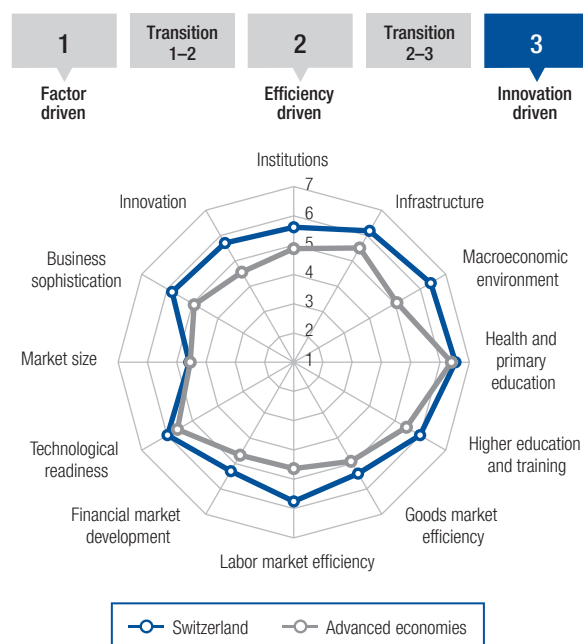 1
Transition
1–2
2
Transition
2–3
3
Factor
driven
Efficiency
driven
Innovation
driven
Institutions
7
6
5
4
3
2
1
Infrastructure
Macroeconomic
environment
Health and
primary
education
Higher education
and training
Goods market
efficiency
Labor market efficiency
Financial market
development
Technological
readiness
Market size
Business
sophistication
Innovation
Switzerland
Advanced economies